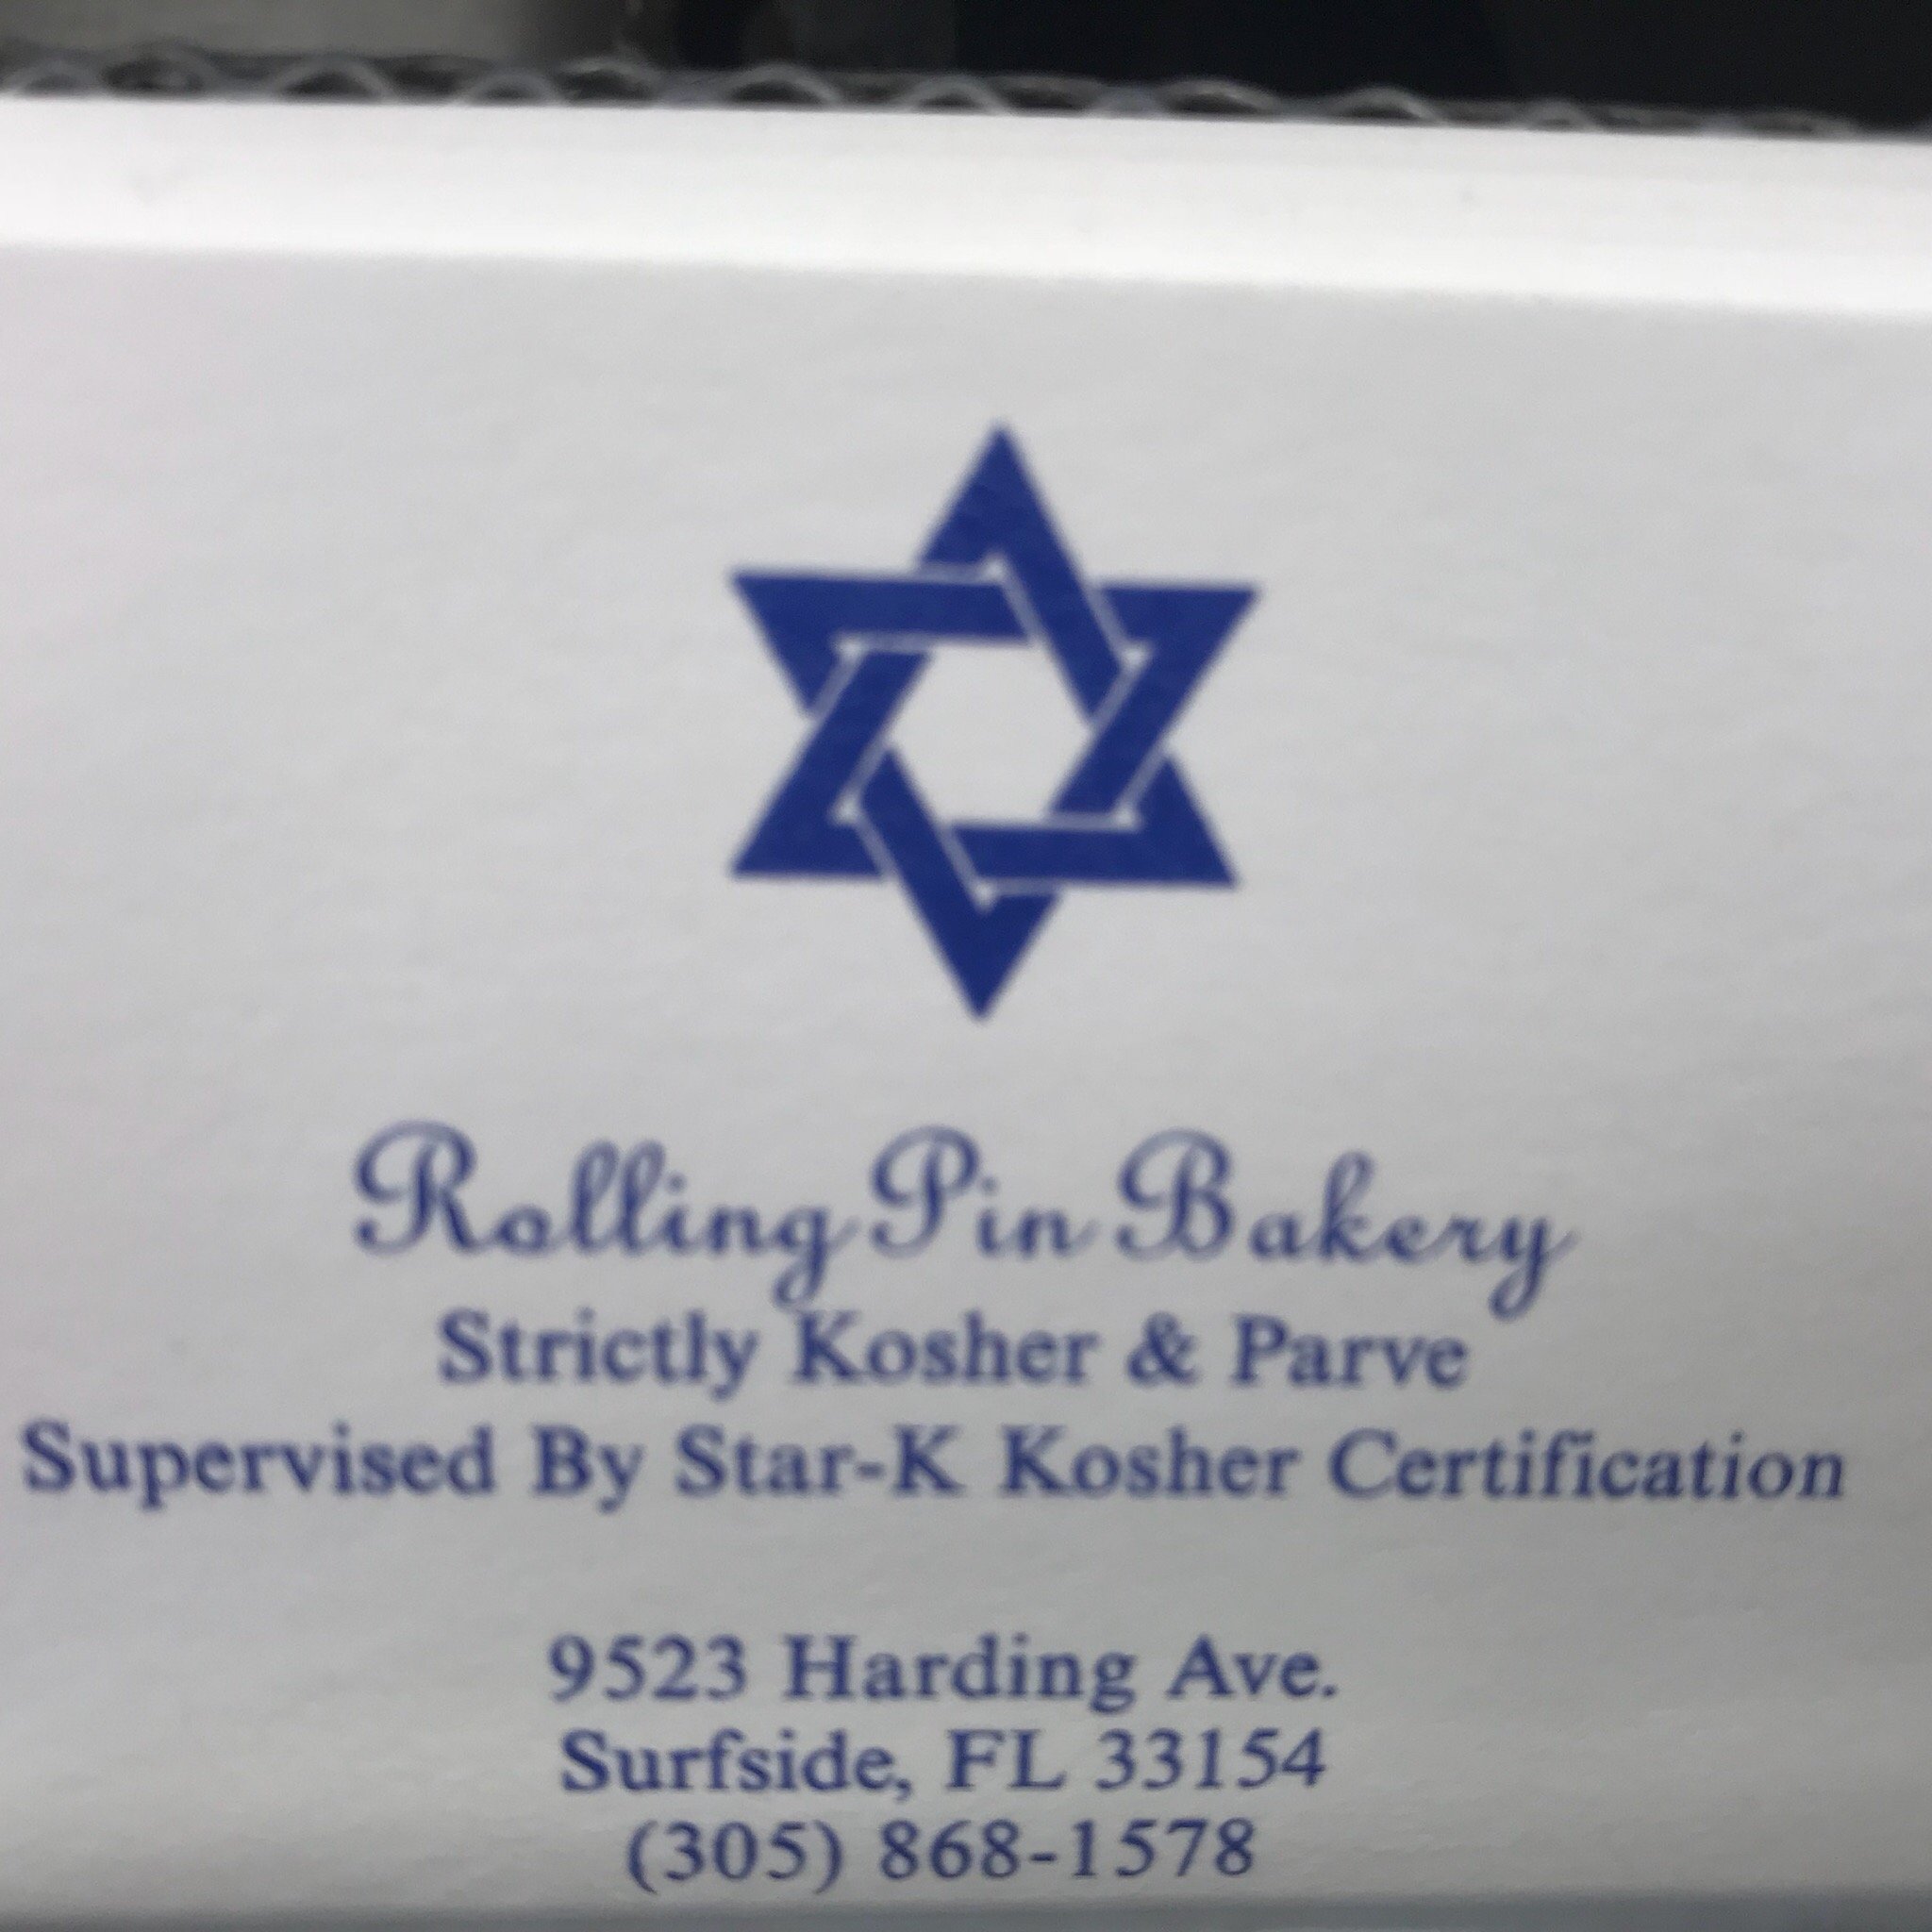 Rolling Pin Bakery
Strictly Kosher & Parve
Supervised By Star-K Kosher Certification
9523 Harding Ave.
Surfside, FL 33154
(305) 868-1578